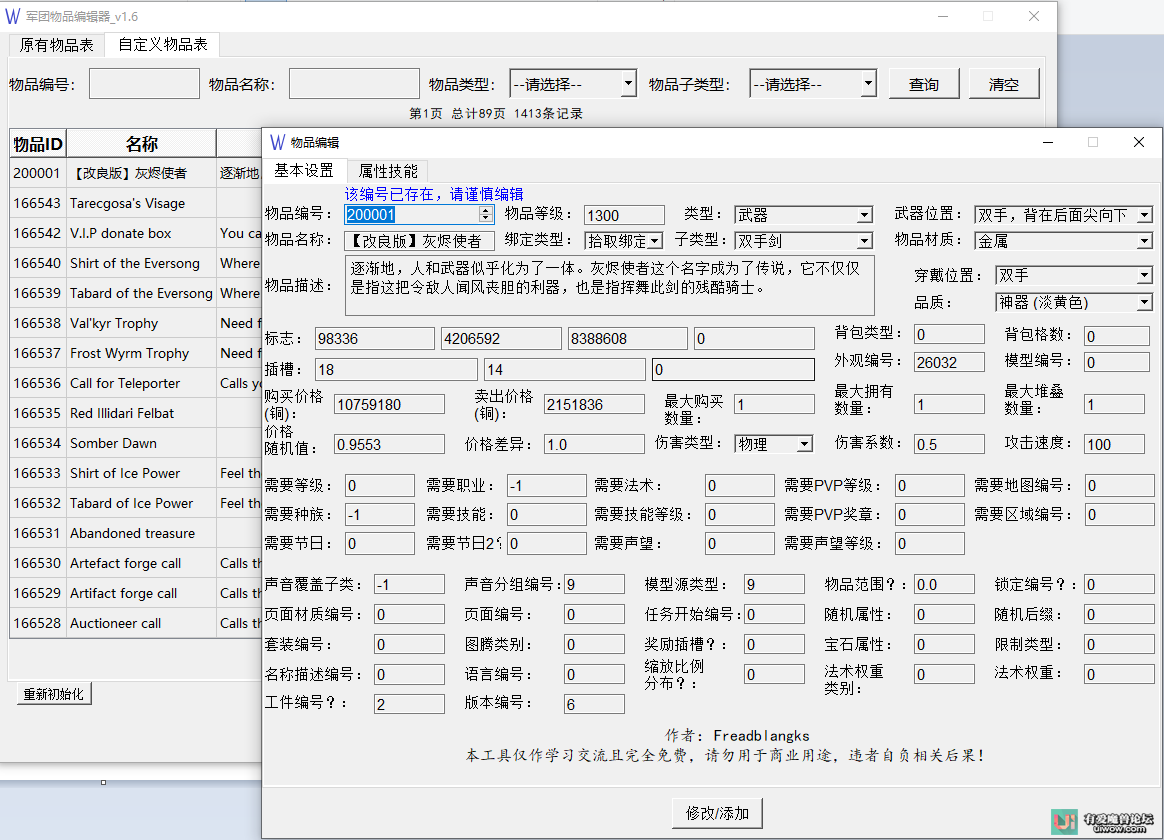 军团物品编辑器_v1.6
原有物品表 自定义物品表
物品编号: 物品名称: 物品类型: --请选择-- 物品子类型: --请选择-- 查询 清空
第1页 总计89页 1413条记录
物品ID 名称
200001 【改良版】灰烬使者 逐渐地
166543 Tarecgosa's Visage
166542 V.I.P donate box You ca
166540 Shirt of the Eversong Where
166539 Tabard of the Eversong Where
166538 Val'kyr Trophy Need f
166537 Frost Wyrm Trophy Need f
166536 Call for Teleporter Calls yo
166535 Red Illidari Felbat
166534 Somber Dawn
166533 Shirt of Ice Power Feel the
166532 Tabard of Ice Power Feel the
166531 Abandoned treasure
166530 Artefact forge call Calls th
166529 Artifact forge call Calls th
166528 Auctioneer call Calls th
重新初始化
物品编辑
基本设置 属性技能
该编号已存在，请谨慎编辑
物品编号: 200001 物品等级: 1300 类型: 武器 武器位置: 双手，背在后面尖向下
物品名称: 【改良版】灰烬使者 绑定类型: 拾取绑定 子类型: 双手剑 物品材质: 金属
物品描述: 逐渐地，人和武器似乎化为了一体。灰烬使者这个名字成为了传说，它不仅仅
是指这把令敌人闻风丧胆的利器，也是指挥舞此剑的残酷骑士。
穿戴位置: 双手
品质: 神器 (淡黄色)
标志: 98336 4206592 8388608 0 背包类型: 0 背包格数: 0
插槽: 18 14 0 外观编号: 26032 模型编号: 0
购买价格
(铜): 10759180 卖出价格
(铜): 2151836 最大购买
数量: 1 最大拥有
数量: 1 最大堆叠
数量: 1
价格
随机值: 0.9553 价格差异: 1.0 伤害类型: 物理 伤害系数: 0.5 攻击速度: 100
需要等级: 0 需要职业: -1 需要法术: 0 需要PVP等级: 0 需要地图编号: 0
需要种族: -1 需要技能: 0 需要技能等级: 0 需要PVP奖章: 0 需要区域编号: 0
需要节日: 0 需要节日2? 0 需要声望: 0 需要声望等级: 0
声音覆盖子类: -1 声音分组编号: 9 模型源类型: 9 物品范围？: 0.0 锁定编号？: 0
页面材质编号: 0 页面编号: 0 任务开始编号: 0 随机属性: 0 随机后缀: 0
套装编号: 0 图腾类别: 0 奖励插槽？: 0 宝石属性: 0 限制类型: 0
名称描述编号: 0 语言编号: 0 缩放比例
分布？: 0 法术权重
类别: 0 法术权重: 0
工件编号？: 2 版本编号: 6
作者: Freadblangks
本工具仅作学习交流且完全免费，请勿用于商业用途，违者自负相关后果!
修改/添加
有爱魔兽论坛
uiwow.com